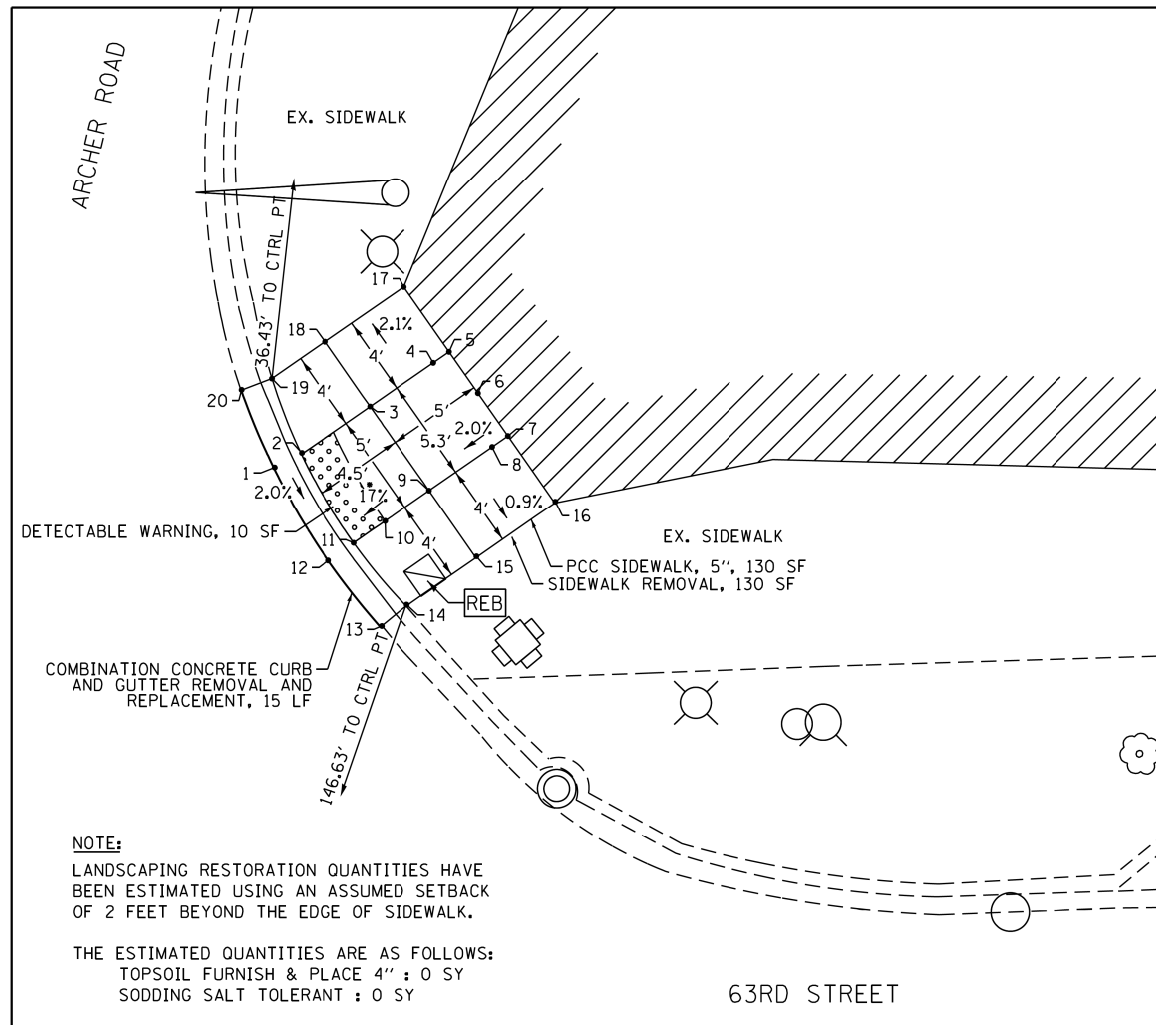 ARCHER ROAD
EX. SIDEWALK
36.43' TO CTRL PT
17
18
2.1%
5
4
4'
4'
19
20
6
3
5'
2
5'
5.3'
2.0%
7
8
1
4.5'
*
17%
9
2.0%
4'
0.9%
16
DETECTABLE WARNING, 10 SF
10
11
4'
EX. SIDEWALK
15
12
PCC SIDEWALK, 5", 130 SF
SIDEWALK REMOVAL, 130 SF
REB
14
13
COMBINATION CONCRETE CURB
AND GUTTER REMOVAL AND
REPLACEMENT, 15 LF
146.63' TO CTRL PT
NOTE:
LANDSCAPING RESTORATION QUANTITIES HAVE
BEEN ESTIMATED USING AN ASSUMED SETBACK
OF 2 FEET BEYOND THE EDGE OF SIDEWALK.
THE ESTIMATED QUANTITIES ARE AS FOLLOWS:
TOPSOIL FURNISH & PLACE 4" : 0 SY
SODDING SALT TOLERANT : 0 SY
63RD STREET